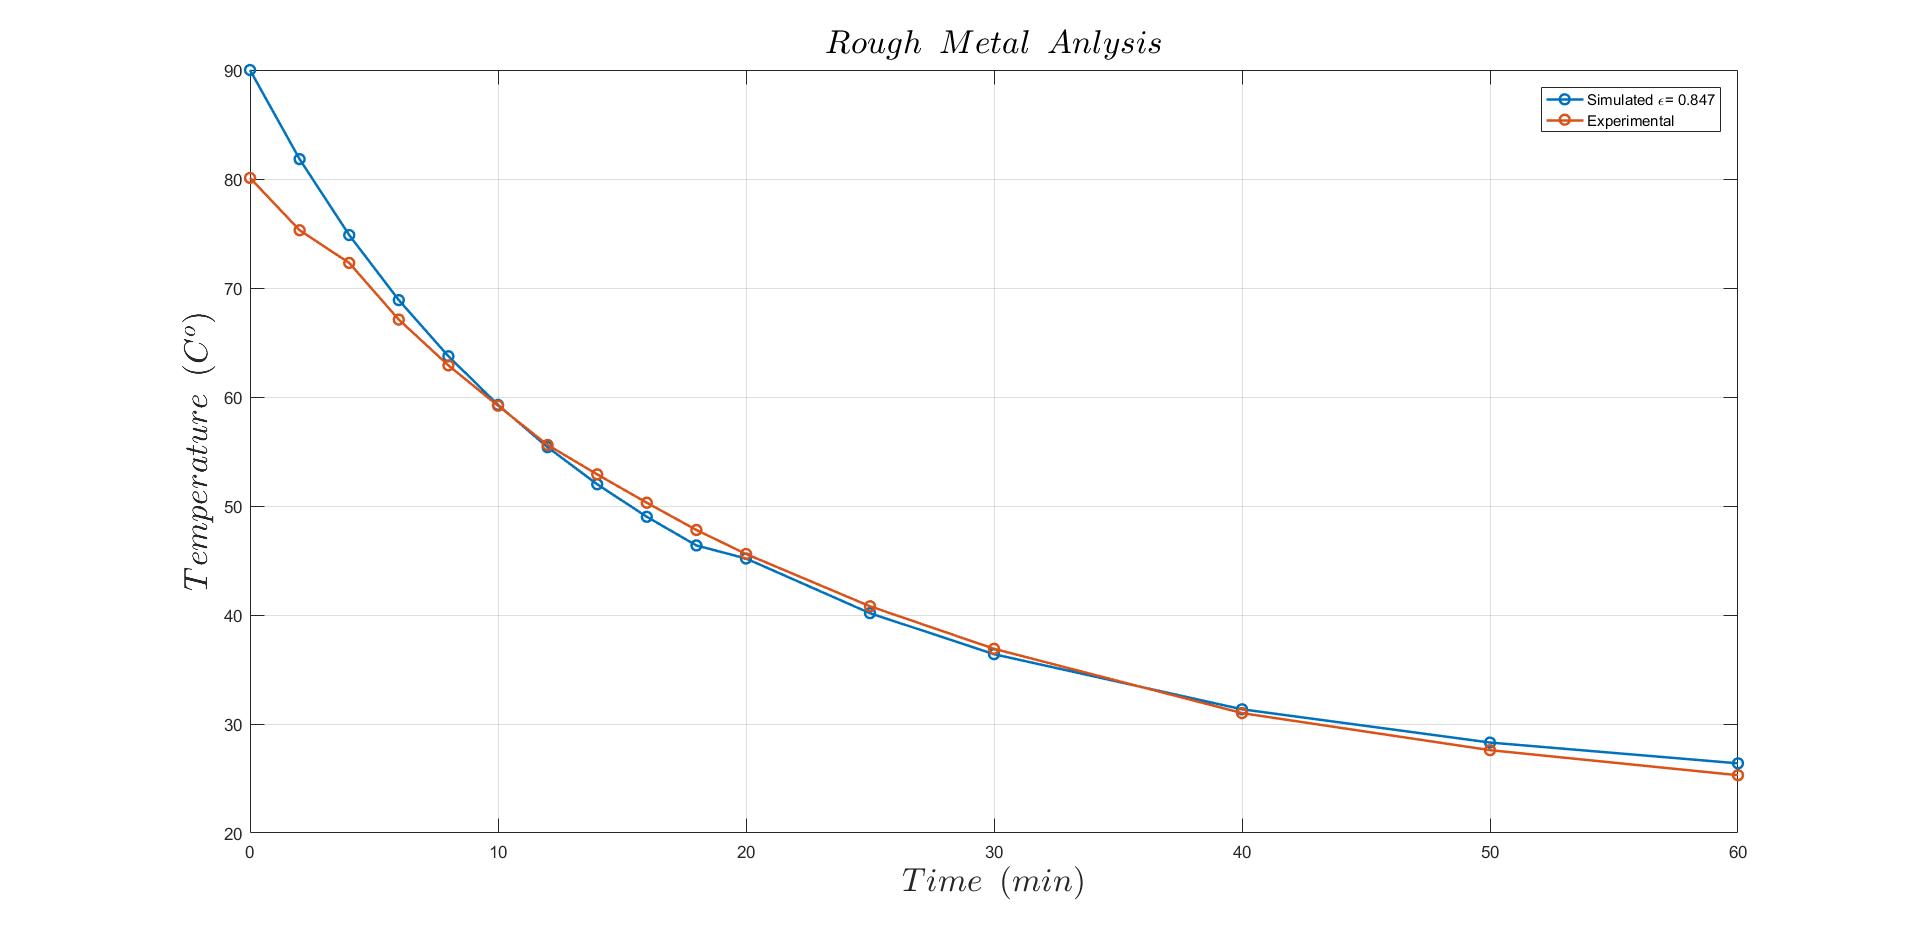 Rough Metal Anlysis
Simulated ϵ= 0.847
Experimental
Temperature (Cᵒ)
90
80
70
60
50
40
30
20
0 10 20 30 40 50 60
Time (min)